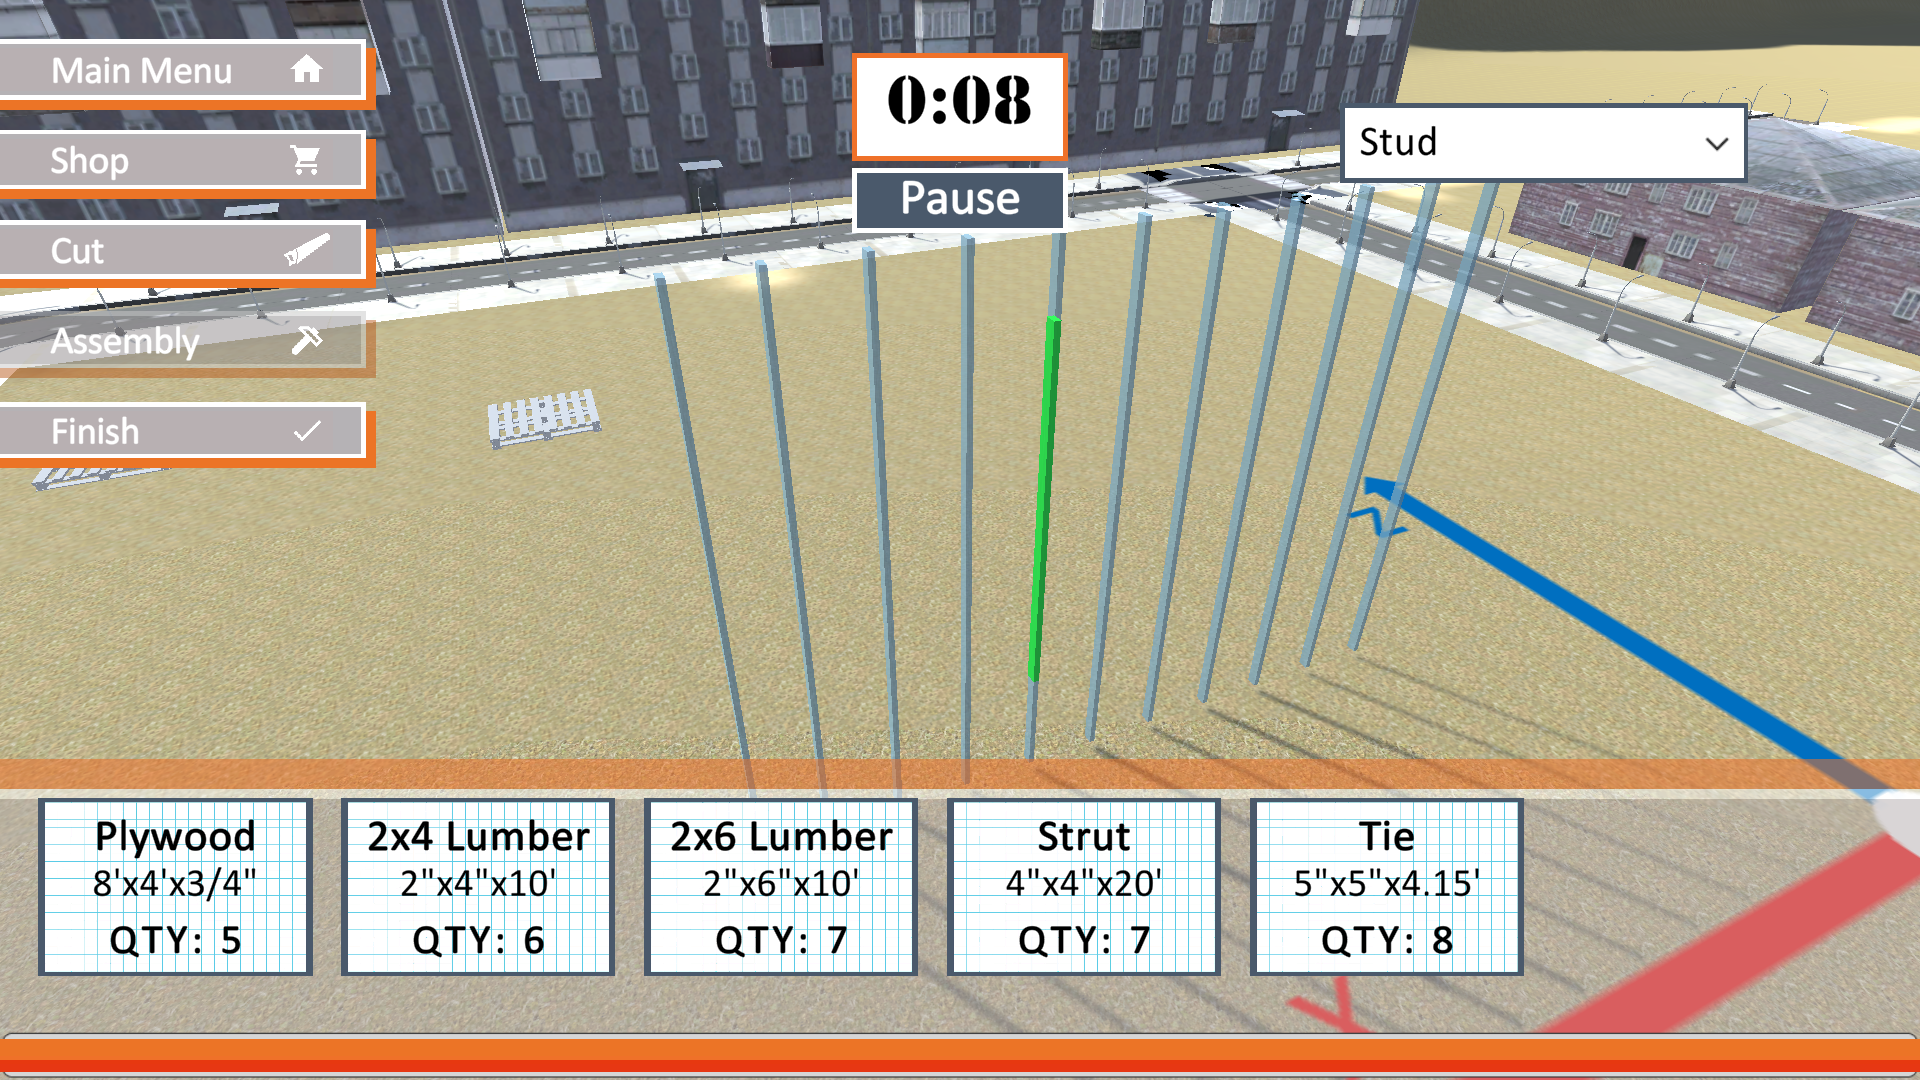 Main Menu
Shop
Cut
Assembly
Finish
0:08
Pause
Stud
Plywood
8'x4'x3/4"
QTY: 5
2x4 Lumber
2"x4"x10'
QTY: 6
2x6 Lumber
2"x6"x10'
QTY: 7
Strut
4"x4"x20'
QTY: 7
Tie
5"x5"x4.15'
QTY: 8
Y